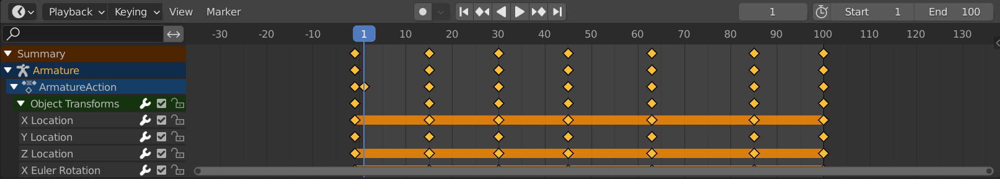 Playback Keying View Marker 1 Start 1 End 100
-30 -20 -10 1 10 20 30 40 50 60 70 80 90 100 110 120 130
Summary
Armature
ArmatureAction
Object Transforms
X Location
Y Location
Z Location
X Euler Rotation